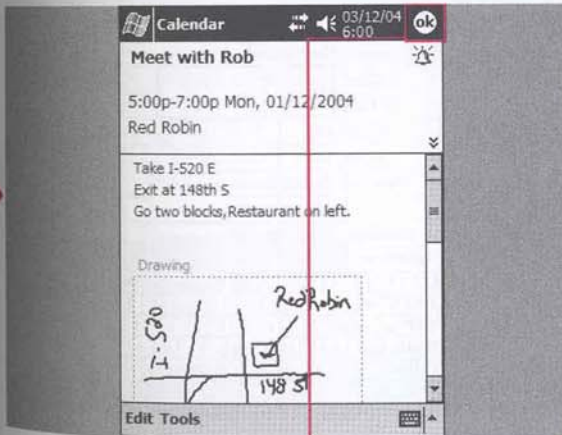 Calendar
03/12/04
6:00
ok
Meet with Rob
5:00p-7:00p Mon, 01/12/2004
Red Robin
Take I-520 E
Exit at 148th S
Go two blocks,Restaurant on left.
Drawing
Red Robin
I-520
148 St
Edit Tools